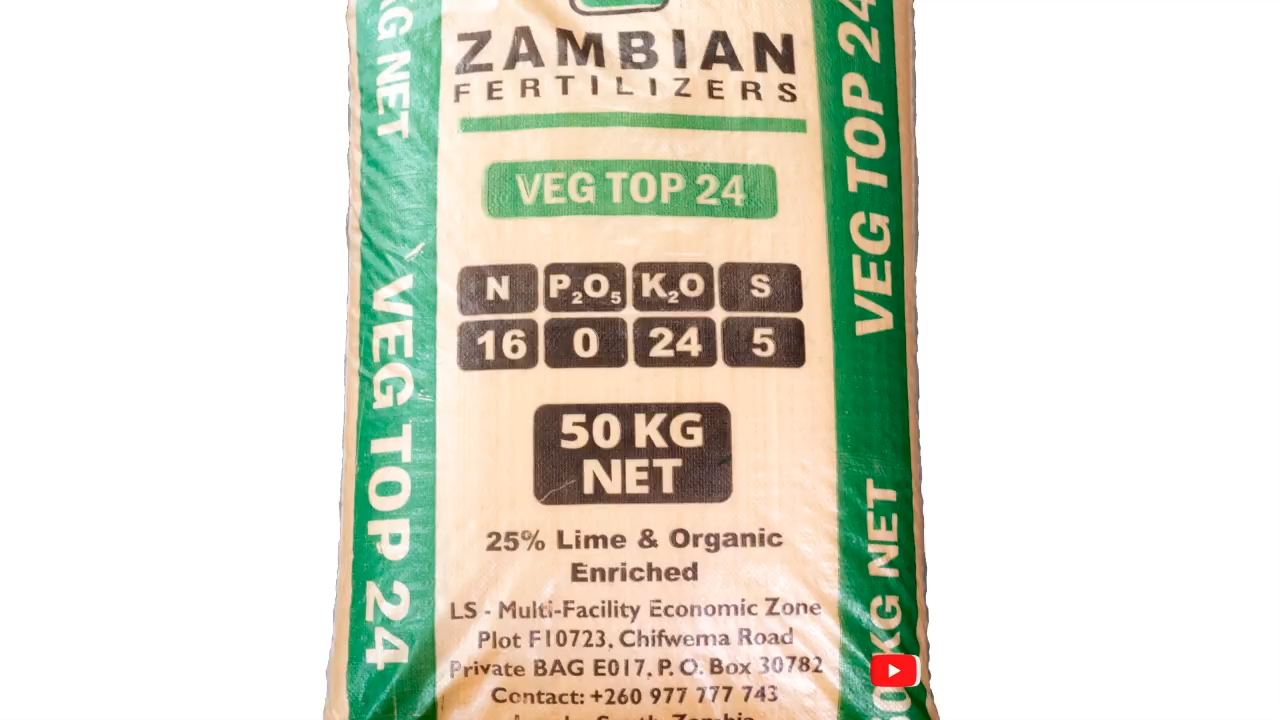 ZAMBIAN
FERTILIZERS
VEG TOP 24
N P₂O₅ K₂O S
16 0 24 5
50 KG
NET
25% Lime & Organic
Enriched
LS - Multi-Facility Economic Zone
Plot F10723, Chifwema Road
Private BAG E017, P. O. Box 30782
Contact: +260 977 777 743
KG NET
VEG TOP 24
VEG TOP 24
KG NET